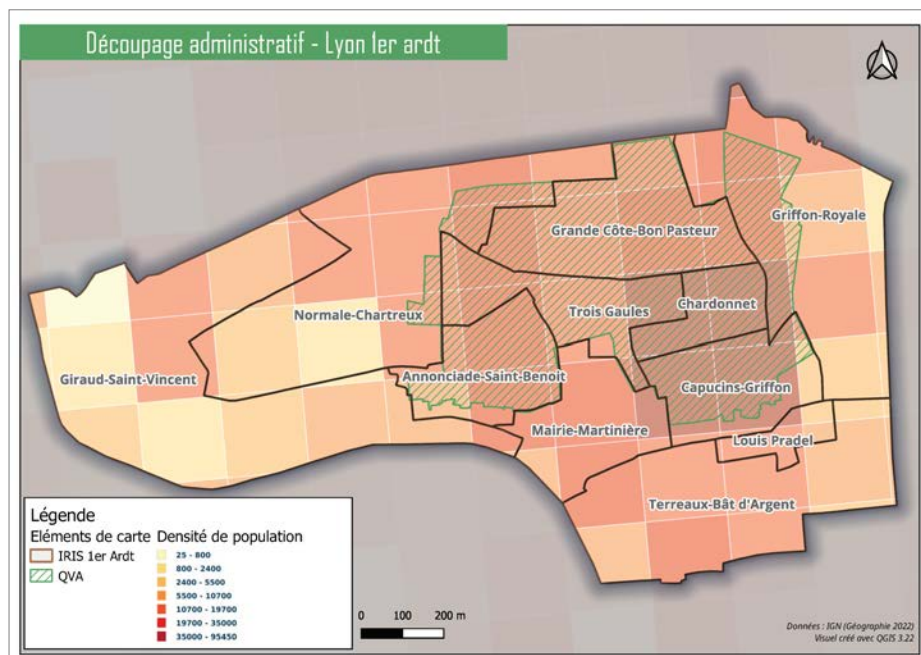 Découpage administratif - Lyon 1er ardt
Griffon-Royale
Grande Côte-Bon Pasteur
Normale-Chartreux
Trois Gaules
Chardonnet
Giraud-Saint-Vincent
Annonciade-Saint-Benoit
Capucins-Griffon
Mairie-Martinière
Louis Pradel
Terreaux-Bât d'Argent
Légende
Eléments de carte
IRIS 1er Ardt
QVA
Densité de population
25 - 800
800 - 2400
2400 - 5500
5500 - 10700
10700 - 19700
19700 - 35000
35000 - 95450
0 100 200 m
Données : IGN (Géographie 2022)
Visuel créé avec QGIS 3.22